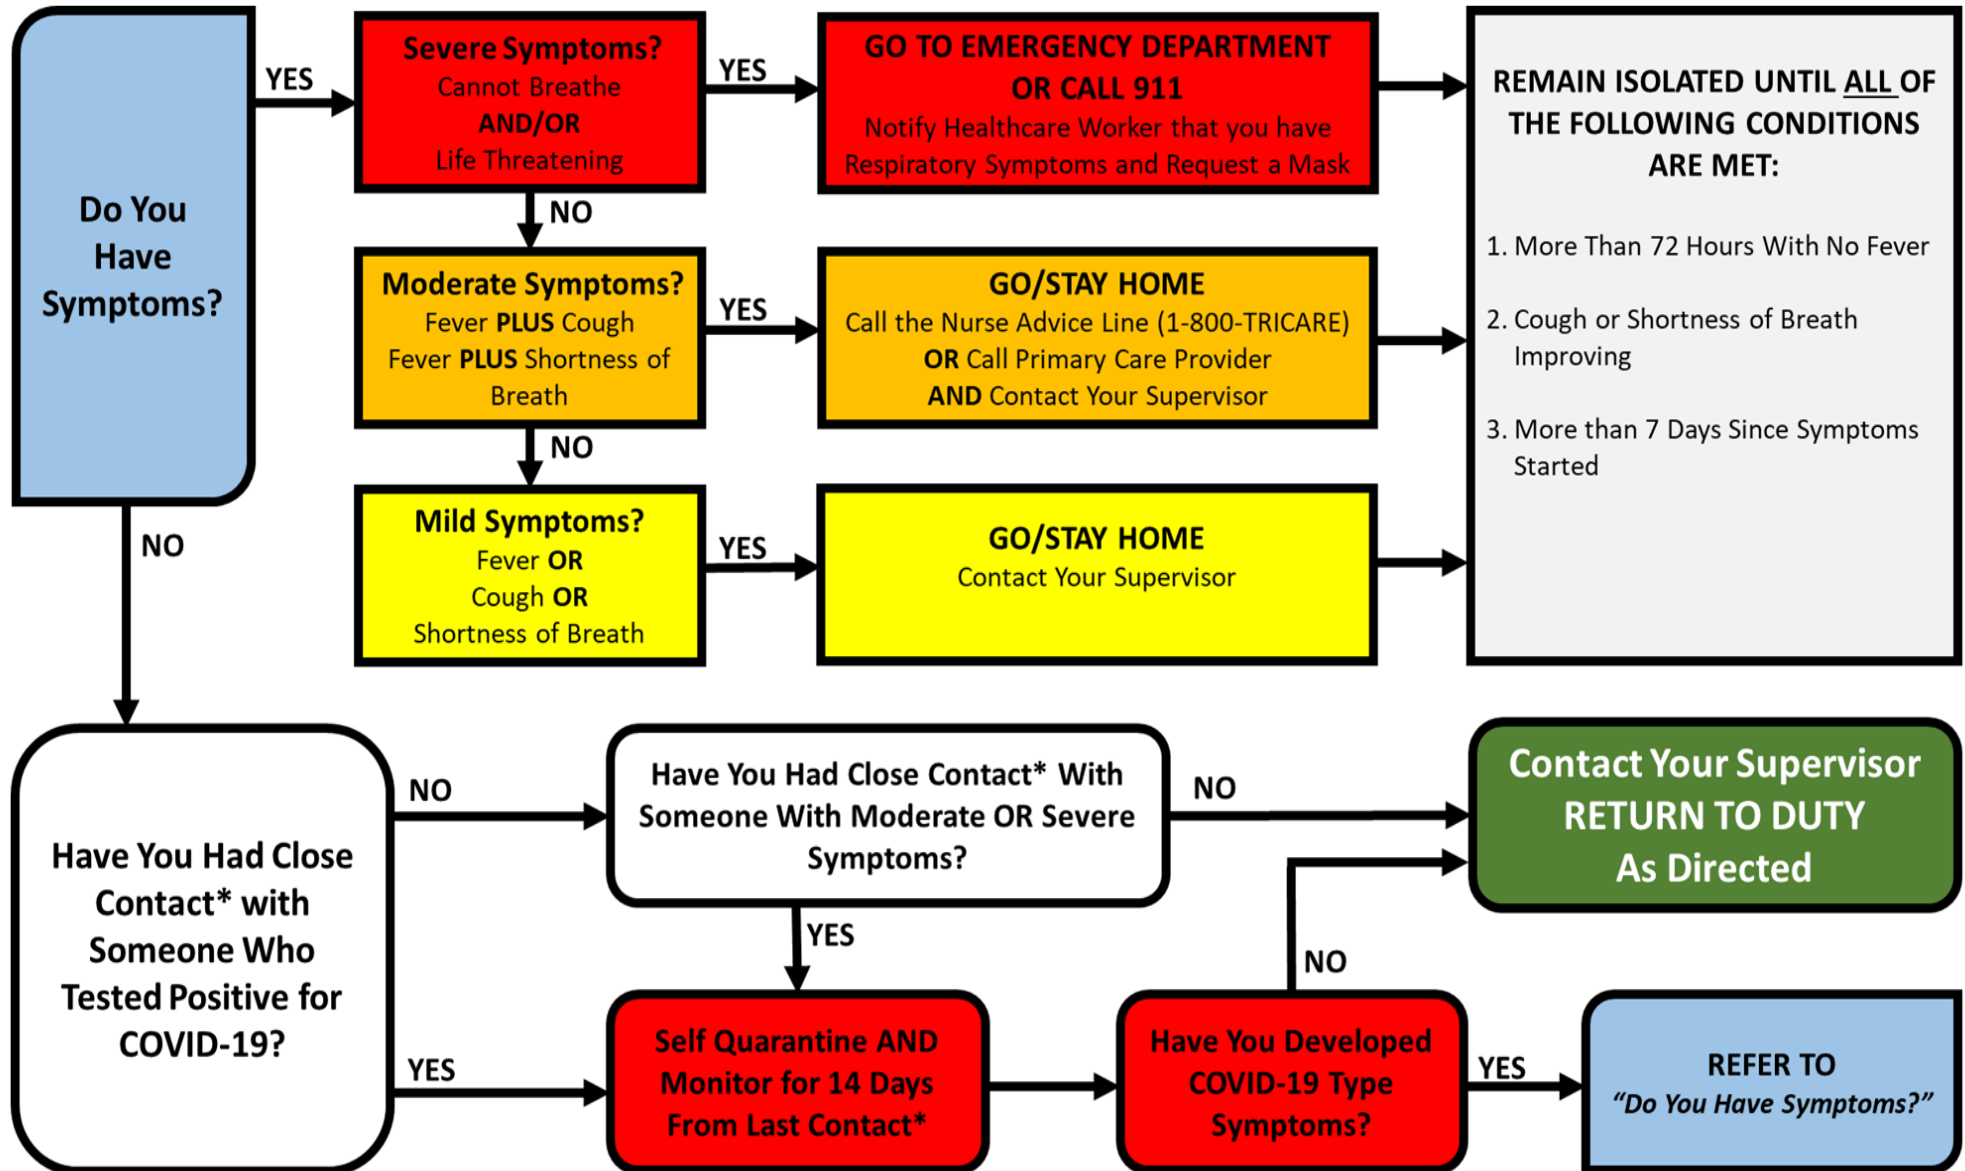 Do You
Have
Symptoms?
YES
Severe Symptoms?
Cannot Breathe
AND/OR
Life Threatening
YES
GO TO EMERGENCY DEPARTMENT
OR CALL 911
Notify Healthcare Worker that you have
Respiratory Symptoms and Request a Mask
NO
Moderate Symptoms?
Fever PLUS Cough
Fever PLUS Shortness of
Breath
YES
GO/STAY HOME
Call the Nurse Advice Line (1-800-TRICARE)
OR Call Primary Care Provider
AND Contact Your Supervisor
NO
Mild Symptoms?
Fever OR
Cough OR
Shortness of Breath
YES
GO/STAY HOME
Contact Your Supervisor
REMAIN ISOLATED UNTIL ALL OF
THE FOLLOWING CONDITIONS
ARE MET:
1. More Than 72 Hours With No Fever
2. Cough or Shortness of Breath
Improving
3. More than 7 Days Since Symptoms
Started
NO
Have You Had Close
Contact* with
Someone Who
Tested Positive for
COVID-19?
NO
Have You Had Close Contact* With
Someone With Moderate OR Severe
Symptoms?
NO
Contact Your Supervisor
RETURN TO DUTY
As Directed
YES
YES
Self Quarantine AND
Monitor for 14 Days
From Last Contact*
Have You Developed
COVID-19 Type
Symptoms?
NO
YES
REFER TO
“Do You Have Symptoms?”